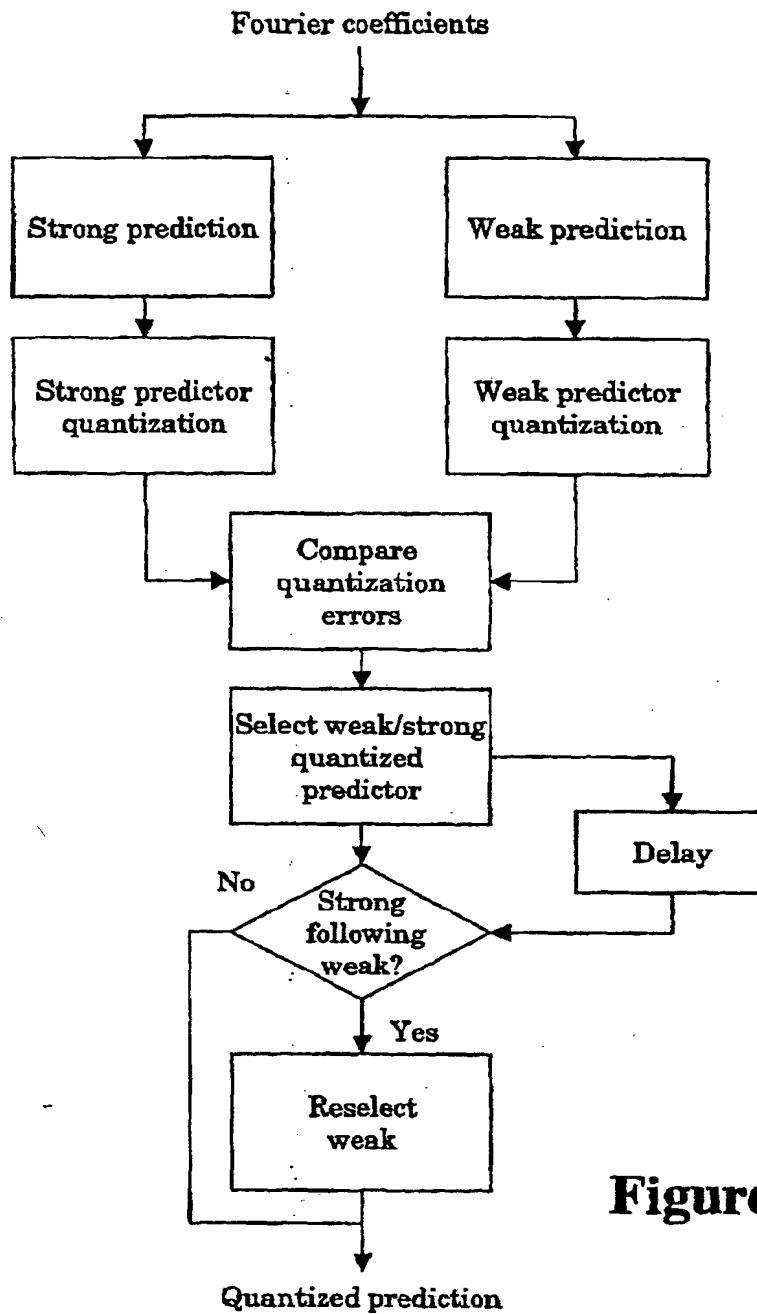 Fourier coefficients
Strong prediction
Weak prediction
Strong predictor
quantization
Weak predictor
quantization
Compare
quantization
errors
Select weak/strong
quantized
predictor
Delay
No
Strong
following
weak?
Yes
Reselect
weak
Figure
Quantized prediction